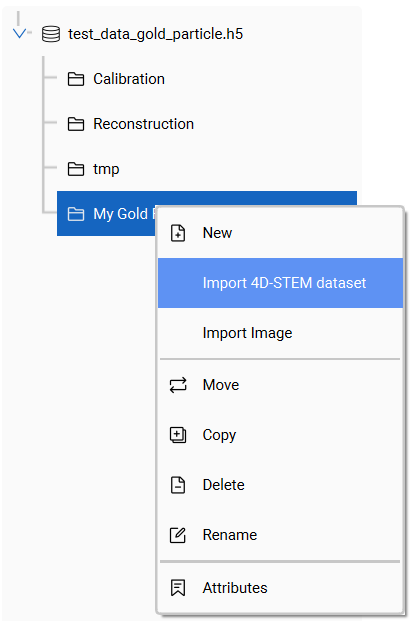 test_data_gold_particle.h5
Calibration
Reconstruction
tmp
My Gold
New
Import 4D-STEM dataset
Import Image
Move
Copy
Delete
Rename
Attributes